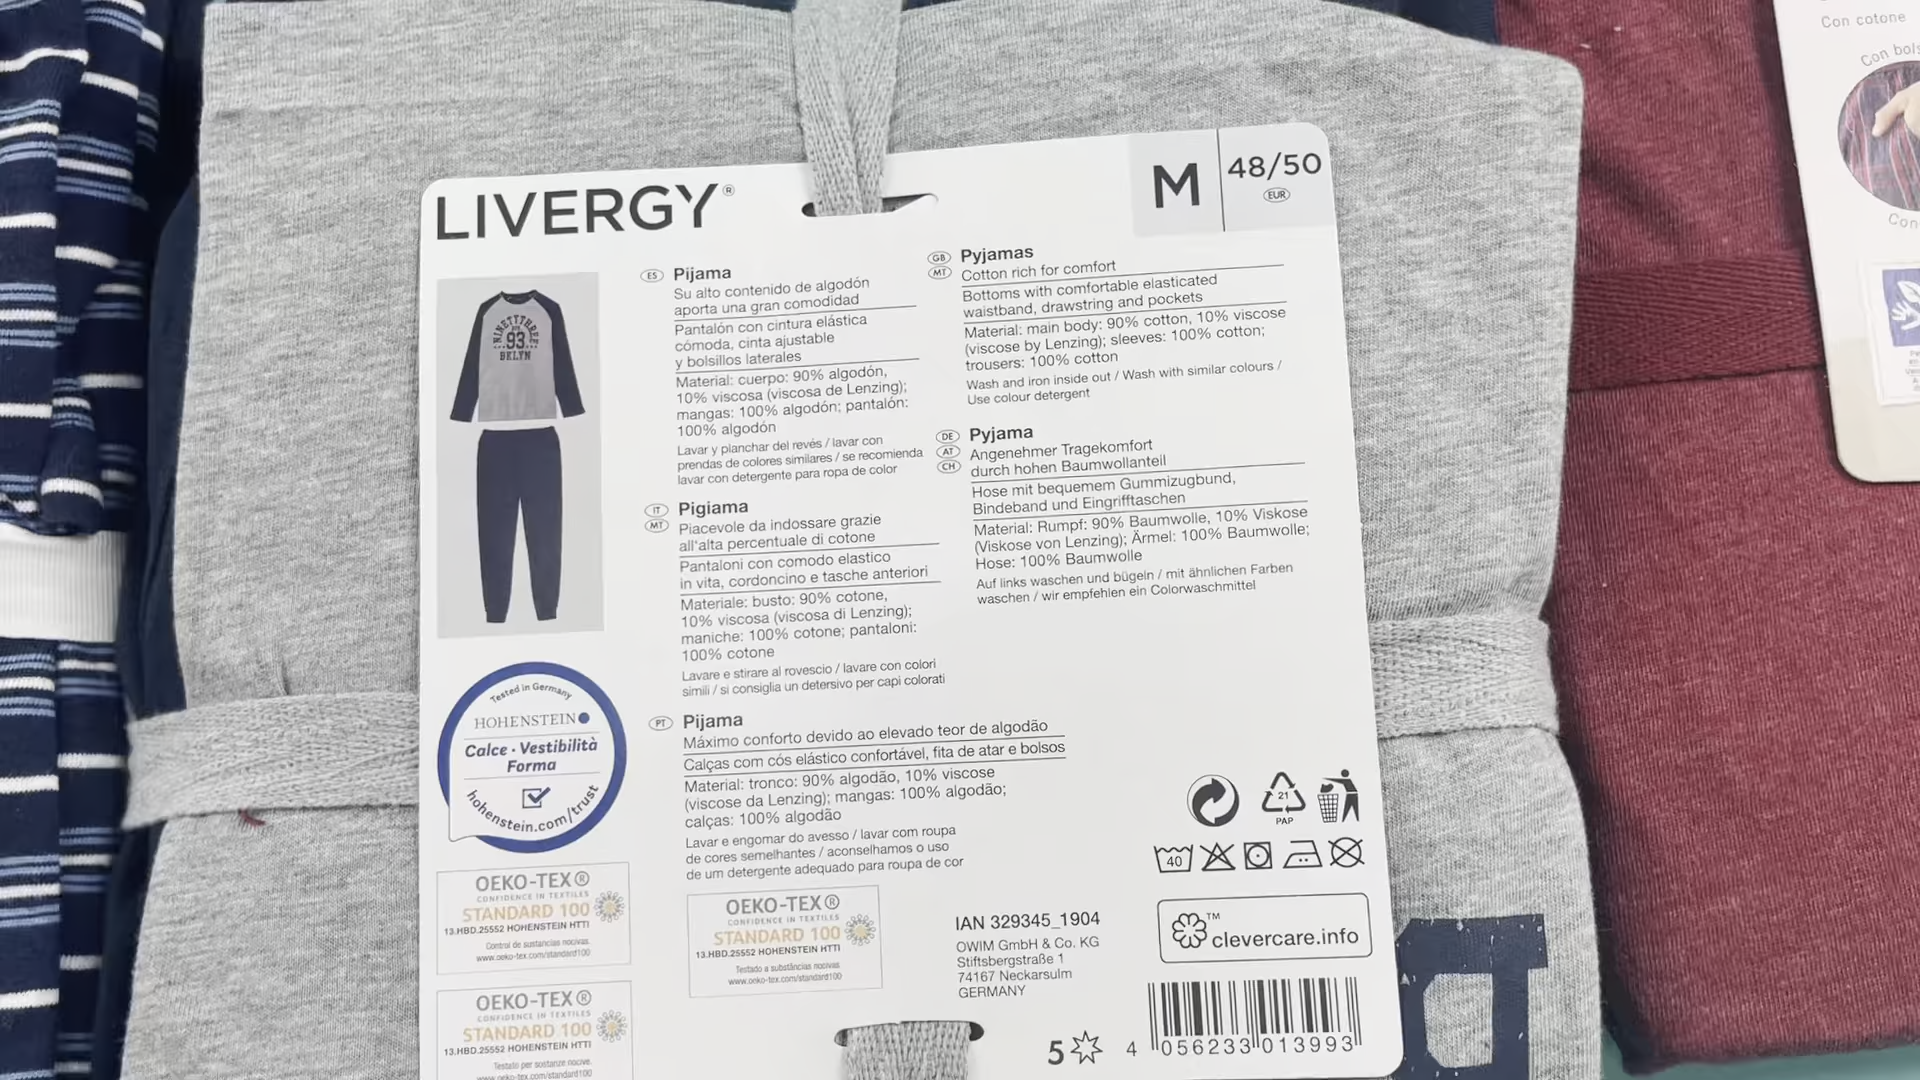 LIVERGY®
M
48/50
EUR
NINETYTHREE
93
BKLYN
ES Pijama
Su alto contenido de algodón
aporta una gran comodidad
Pantalón con cintura elástica
cómoda, cinta ajustable
y bolsillos laterales
Material: cuerpo: 90% algodón,
10% viscosa (viscosa de Lenzing);
mangas: 100% algodón; pantalón:
100% algodón
Lavar y planchar del revés / lavar con
prendas de colores similares / se recomienda
lavar con detergente para ropa de color
IT MT Pigiama
Piacevole da indossare grazie
all'alta percentuale di cotone
Pantaloni con comodo elastico
in vita, cordoncino e tasche anteriori
Materiale: busto: 90% cotone,
10% viscosa (viscosa di Lenzing);
maniche: 100% cotone; pantaloni:
100% cotone
Lavare e stirare al rovescio / lavare con colori
simili / si consiglia un detersivo per capi colorati
PT Pijama
Máximo conforto devido ao elevado teor de algodão
Calças com cós elástico confortável, fita de atar e bolsos
Material: tronco: 90% algodão, 10% viscose
(viscose da Lenzing); mangas: 100% algodão;
calças: 100% algodão
Lavar e engomar do avesso / lavar com roupa
de cores semelhantes / aconselhamos o uso
de um detergente adequado para roupa de cor
GB MT Pyjamas
Cotton rich for comfort
Bottoms with comfortable elasticated
waistband, drawstring and pockets
Material: main body: 90% cotton, 10% viscose
(viscose by Lenzing); sleeves: 100% cotton;
trousers: 100% cotton
Wash and iron inside out / Wash with similar colours /
Use colour detergent
DE AT CH Pyjama
Angenehmer Tragekomfort
durch hohen Baumwollanteil
Hose mit bequemem Gummizugbund,
Bindeband und Eingrifftaschen
Material: Rumpf: 90% Baumwolle, 10% Viskose
(Viskose von Lenzing); Ärmel: 100% Baumwolle;
Hose: 100% Baumwolle
Auf links waschen und bügeln / mit ähnlichen Farben
waschen / wir empfehlen ein Colorwaschmittel
Tested in Germany
HOHENSTEIN
Calce · Vestibilità
Forma
hohenstein.com/trust
OEKO-TEX®
CONFIDENCE IN TEXTILES
STANDARD 100
13.HBD.25552 HOHENSTEIN HTTI
Control de sustancias nocivas.
www.oeko-tex.com/standard100
OEKO-TEX®
CONFIDENCE IN TEXTILES
STANDARD 100
13.HBD.25552 HOHENSTEIN HTTI
Testato per sostanze nocive.
www.oeko-tex.com/standard100
OEKO-TEX®
CONFIDENCE IN TEXTILES
STANDARD 100
13.HBD.25552 HOHENSTEIN HTTI
Testado a substâncias nocivas
www.oeko-tex.com/standard100
IAN 329345_1904
OWIM GmbH & Co. KG
Stiftsbergstraße 1
74167 Neckarsulm
GERMANY
21
PAP
40
™
clevercare.info
5
4 056233 013993
Con cotone
Con bols
Con